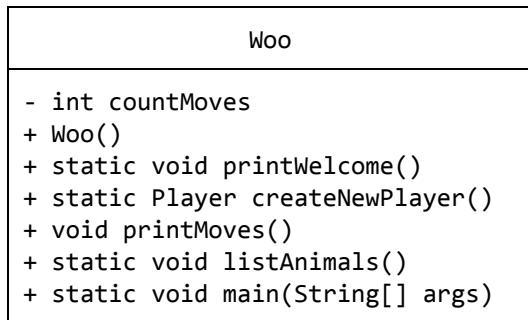 Woo
- int countMoves
+ Woo()
+ static void printWelcome()
+ static Player createNewPlayer()
+ void printMoves()
+ static void listAnimals()
+ static void main(String[] args)